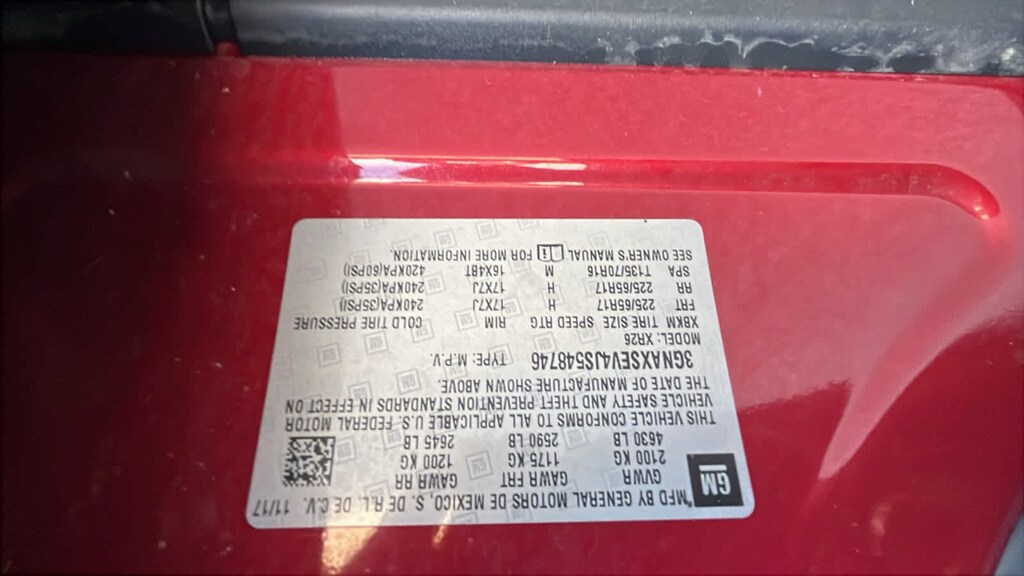 *MFD BY GENERAL MOTORS DE MEXICO, S. DE R.L. DE C.V. 11/17
GM GVWR GAWR FRT GAWR RR
2100 KG 1175 KG 1200 KG
4630 LB 2590 LB 2645 LB
THIS VEHICLE CONFORMS TO ALL APPLICABLE U.S. FEDERAL MOTOR
VEHICLE SAFETY AND THEFT PREVENTION STANDARDS IN EFFECT ON
THE DATE OF MANUFACTURE SHOWN ABOVE.
3GNAXSEV4JS548746 TYPE: M.P.V.
MODEL: XR26
XBKM TIRE SIZE SPEED RTG RIM COLD TIRE PRESSURE
FRT 225/65R17 H 17X7J 240KPA(35PSI)
RR 225/65R17 H 17X7J 240KPA(35PSI)
SPA T135/70R16 M 16X4BT 420KPA(60PSI)
SEE OWNER'S MANUAL FOR MORE INFORMATION.